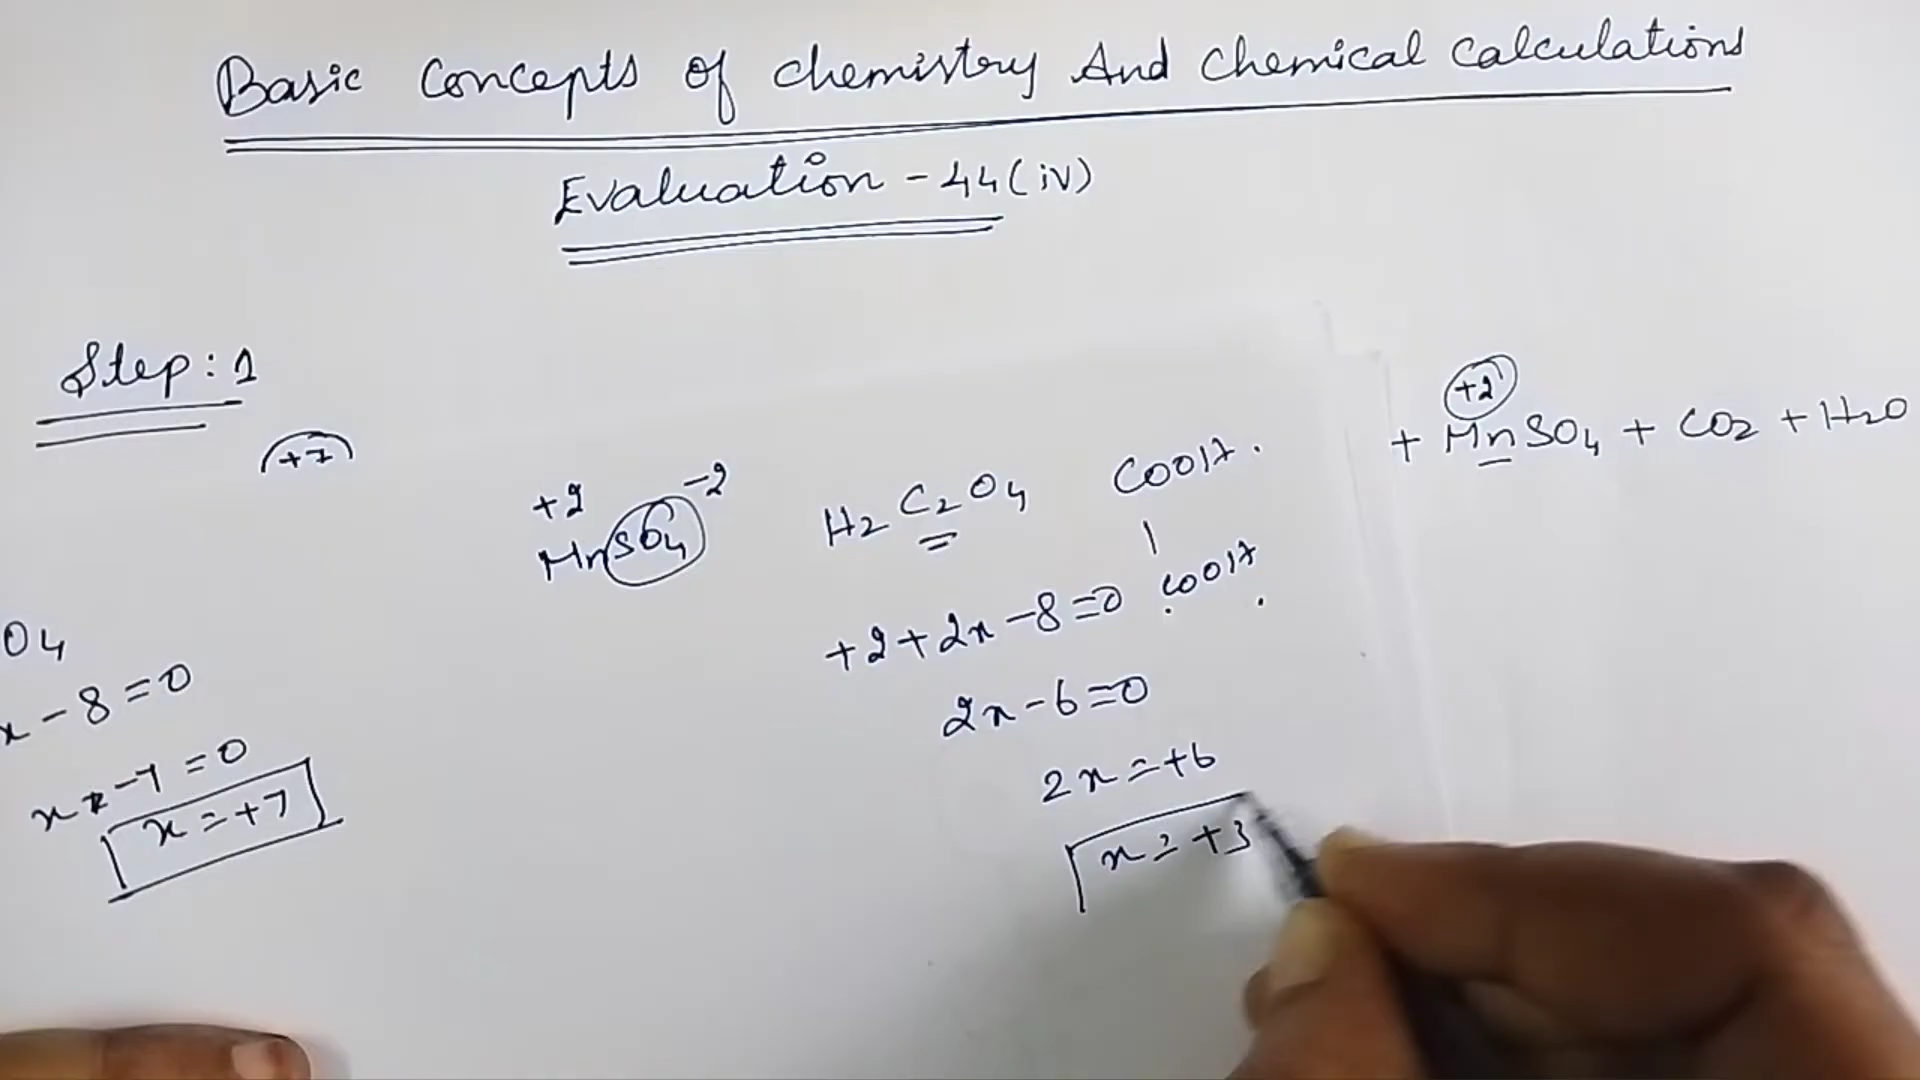 Basic Concepts of Chemistry And Chemical Calculations
Evaluation - 44 (iv)
Step: 1
+7
+2
+ MnSO4 + CO2 + H2O
+2 -2
MnSO4
H2C2O4
COOH
|
COOH
+2+2x-8=0
2x-6=0
2x=+6
x=+3
O4
x-8=0
x-7=0
x=+7